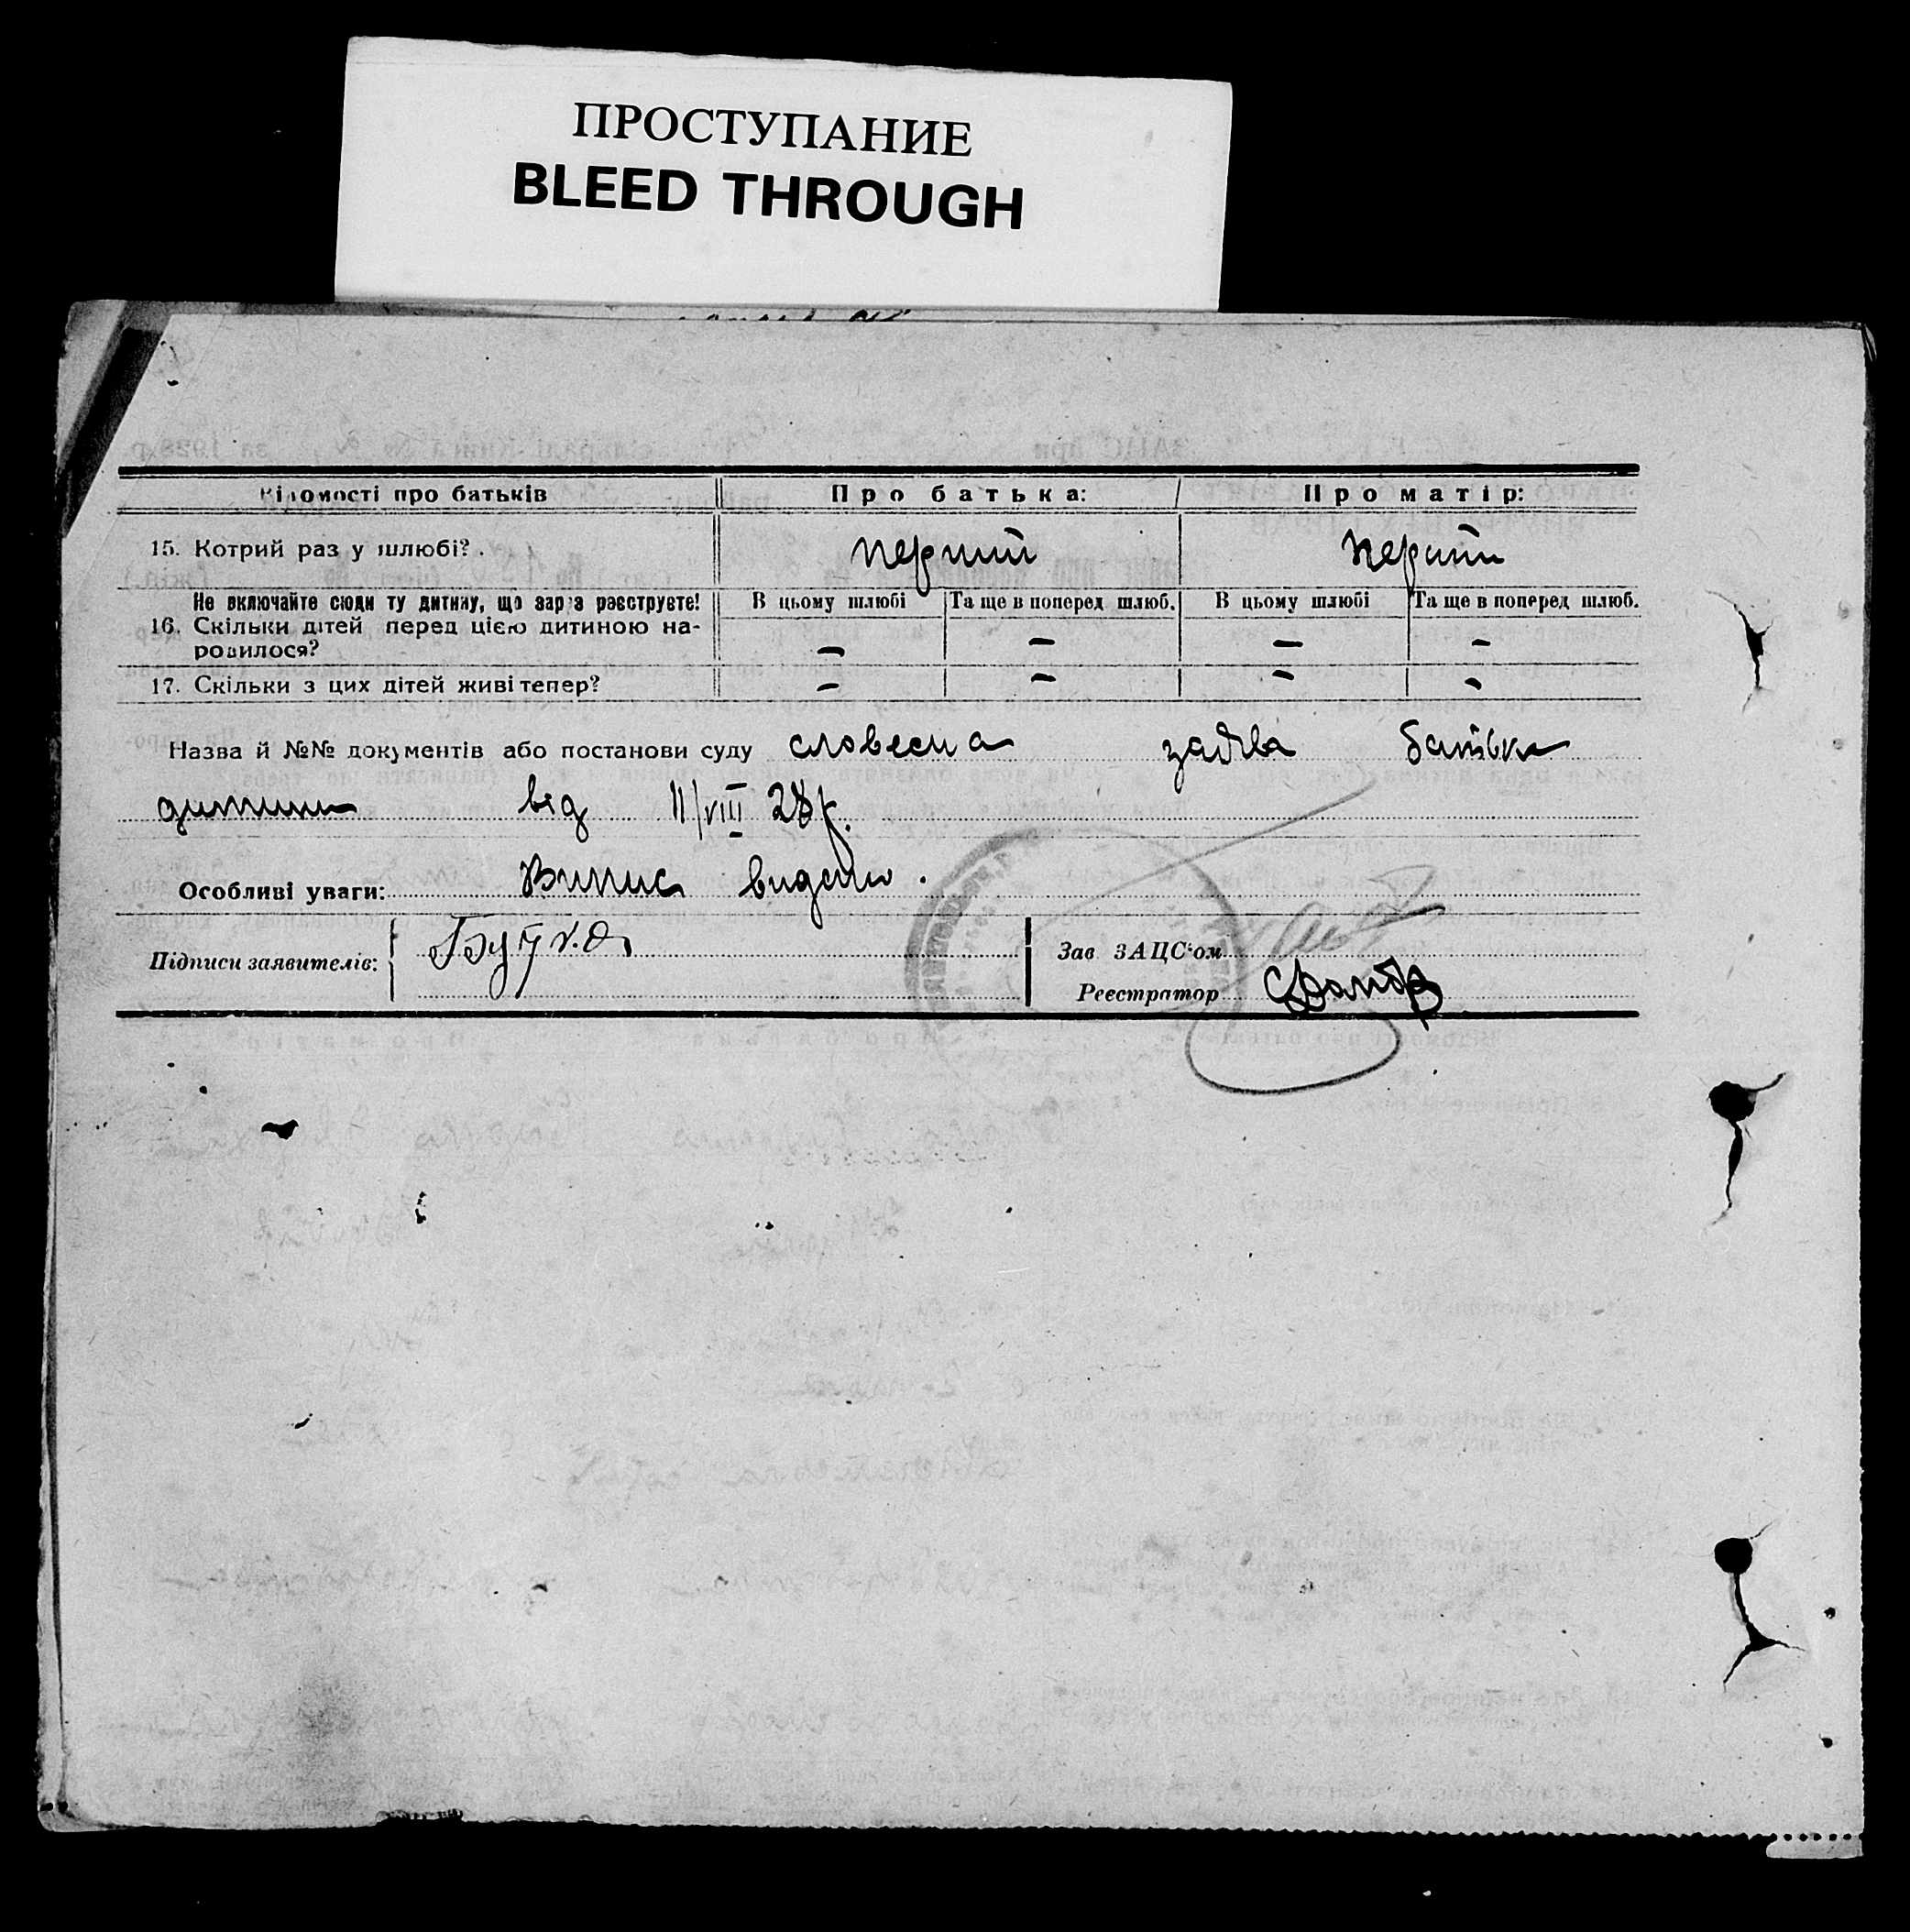 ПРОСТУПАНИЕ
BLEED THROUGH
Відомості про батьків
Про батька:
Про матір:
15. Котрий раз у шлюбі?
перший
перший
Не включайте сюди ту дитину, що зараз реєструєте!
В цьому шлюбі
Та ще в поперед шлюб.
В цьому шлюбі
Та ще в поперед шлюб.
16. Скільки дітей перед цією дитиною на-
родилося?
—
—
—
—
17. Скільки з цих дітей живі тепер?
—
—
—
—
Назва й №№ документів або постанови суду словесна заява батька
дитини від 11/VIII 28 р.
Особливі уваги: Випис видано.
Підписи заявителів:
Зав ЗАЦС'ом
Реєстратор